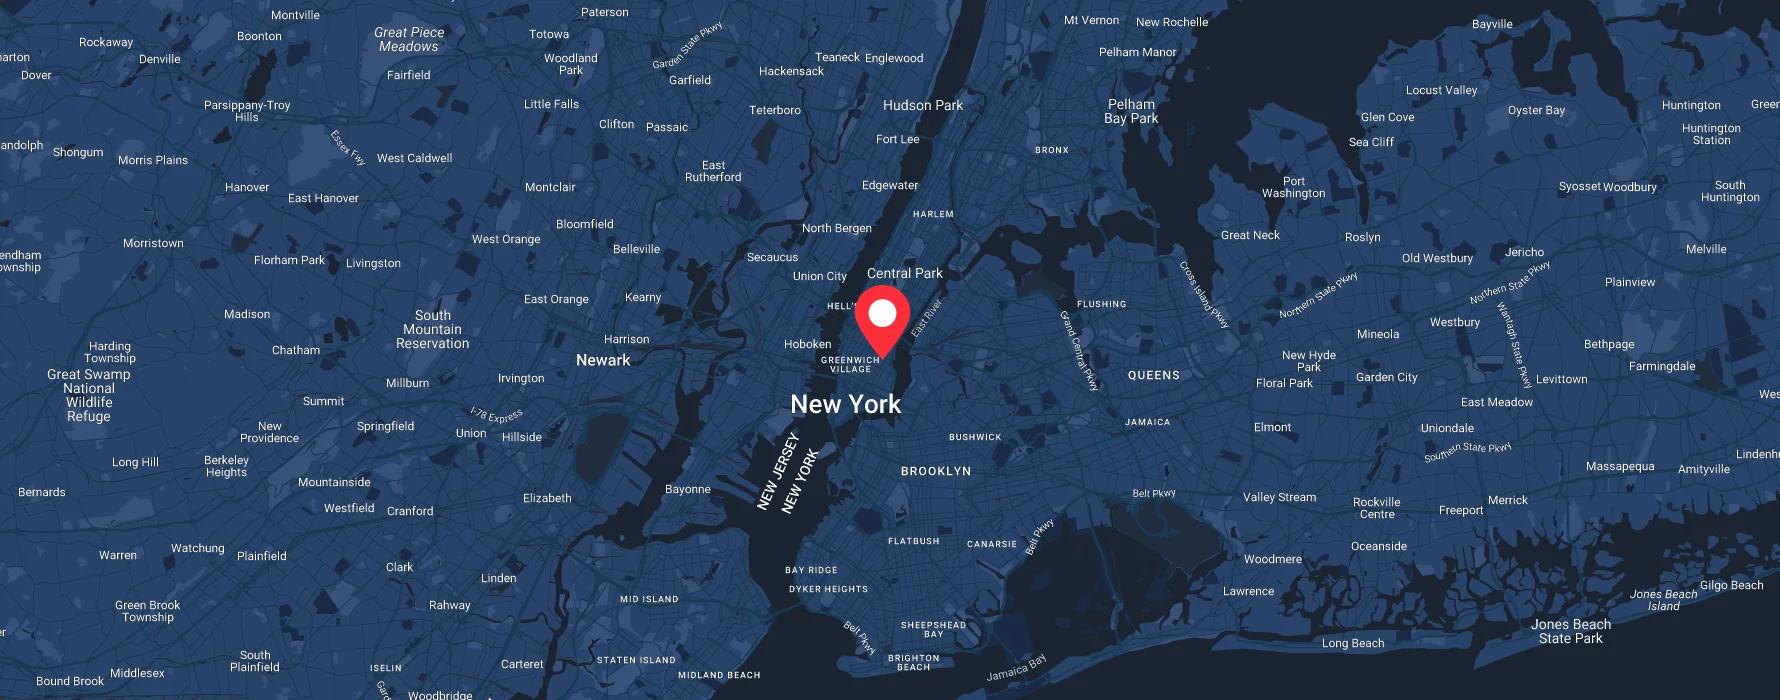 Montville
Paterson
Mt Vernon
New Rochelle
Bayville
Rockaway
Boonton
Great Piece
Meadows
Totowa
Garden State Pkwy
Pelham Manor
Denville
Woodland
Park
Teaneck
Englewood
Dover
Fairfield
Garfield
Hackensack
Locust Valley
Parsippany-Troy
Hills
Little Falls
Teterboro
Hudson Park
Pelham
Bay Park
Glen Cove
Oyster Bay
Huntington
Clifton
Passaic
Fort Lee
Sea Cliff
Huntington
Station
Shongum
Morris Plains
Essex Fwy
West Caldwell
East
Rutherford
BRONX
Hanover
East Hanover
Montclair
Edgewater
Port
Washington
Syosset
Woodbury
South
Huntington
HARLEM
Bloomfield
North Bergen
Morristown
West Orange
Belleville
Great Neck
Roslyn
Jericho
Melville
Florham Park
Livingston
Secaucus
Old Westbury
Union City
Central Park
Cross Island Pkwy
Northern State Pkwy
Northern State Pkwy
Plainview
East Orange
Kearny
HELL'S
East River
FLUSHING
Madison
South
Mountain
Reservation
Harrison
Hoboken
Grand Central Pkwy
Mineola
Westbury
Wantagh State Pkwy
Bethpage
Harding
Township
Chatham
Newark
GREENWICH
VILLAGE
New Hyde
Park
Farmingdale
Great Swamp
National
Wildlife
Refuge
Millburn
Irvington
QUEENS
Floral Park
Garden City
Levittown
Summit
I-78 Express
New York
East Meadow
New
Providence
Springfield
Union
Hillside
BUSHWICK
JAMAICA
Elmont
Uniondale
Southern State Pkwy
Long Hill
Berkeley
Heights
NEW JERSEY
NEW YORK
BROOKLYN
Massapequa
Amityville
Bernards
Mountainside
Elizabeth
Bayonne
Belt Pkwy
Valley Stream
Rockville
Centre
Merrick
Westfield
Cranford
Freeport
Warren
Watchung
Plainfield
FLATBUSH
CANARSIE
Belt Pkwy
Oceanside
Clark
Linden
BAY RIDGE
Woodmere
DYKER HEIGHTS
Lawrence
Gilgo Beach
Green Brook
Township
Rahway
MID ISLAND
Jones Beach
Island
SHEEPSHEAD
BAY
Belt Pkwy
Jones Beach
State Park
Long Beach
South
Plainfield
ISELIN
Carteret
STATEN ISLAND
BRIGHTON
BEACH
Jamaica Bay
Bound Brook
Middlesex
MIDLAND BEACH
Woodbridge